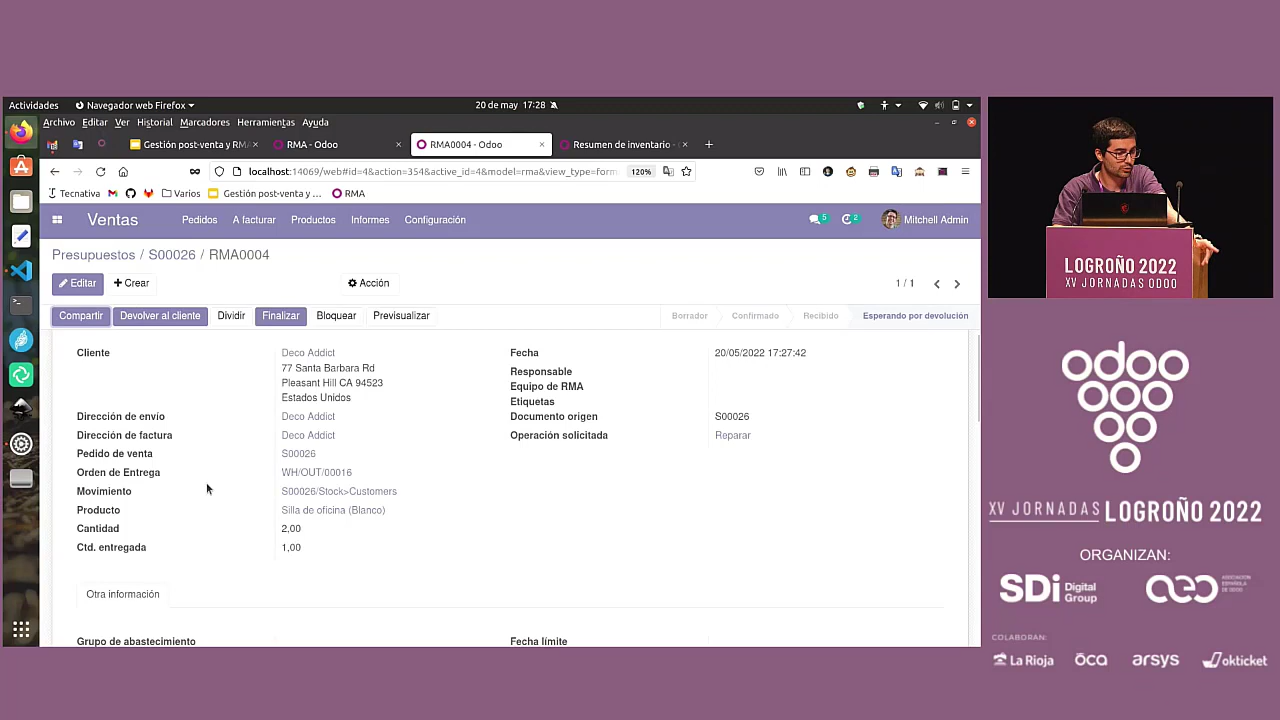 Actividades
Navegador web Firefox
20 de may 17:28
Archivo Editar Ver Historial Marcadores Herramientas Ayuda
Gestión post-venta y RMA
RMA - Odoo
RMA0004 - Odoo
Resumen de inventario -
localhost:14069/web#id=4&action=354&active_id=4&model=rma&view_type=form
120%
Tecnativa
Varios
Gestión post-venta y ...
RMA
Ventas
Pedidos
A facturar
Productos
Informes
Configuración
5
2
Mitchell Admin
Presupuestos / S00026 / RMA0004
Editar
Crear
Acción
1 / 1
Compartir
Devolver al cliente
Dividir
Finalizar
Bloquear
Previsualizar
Borrador
Confirmado
Recibido
Esperando por devolución
Cliente
Deco Addict
77 Santa Barbara Rd
Pleasant Hill CA 94523
Estados Unidos
Dirección de envío
Deco Addict
Dirección de factura
Deco Addict
Pedido de venta
S00026
Orden de Entrega
WH/OUT/00016
Movimiento
S00026/Stock>Customers
Producto
Silla de oficina (Blanco)
Cantidad
2,00
Ctd. entregada
1,00
Fecha
20/05/2022 17:27:42
Responsable
Equipo de RMA
Etiquetas
Documento origen
S00026
Operación solicitada
Reparar
Otra información
Grupo de abastecimiento
Fecha límite
LOGROÑO 2022
XV JORNADAS ODOO
odoo
XV JORNADAS LOGROÑO 2022
ORGANIZAN:
SDi Digital
Group
aeo ASOCIACIÓN
ESPAÑOLA
DE ODOO
COLABORAN:
La Rioja
oca
arsys
okticket